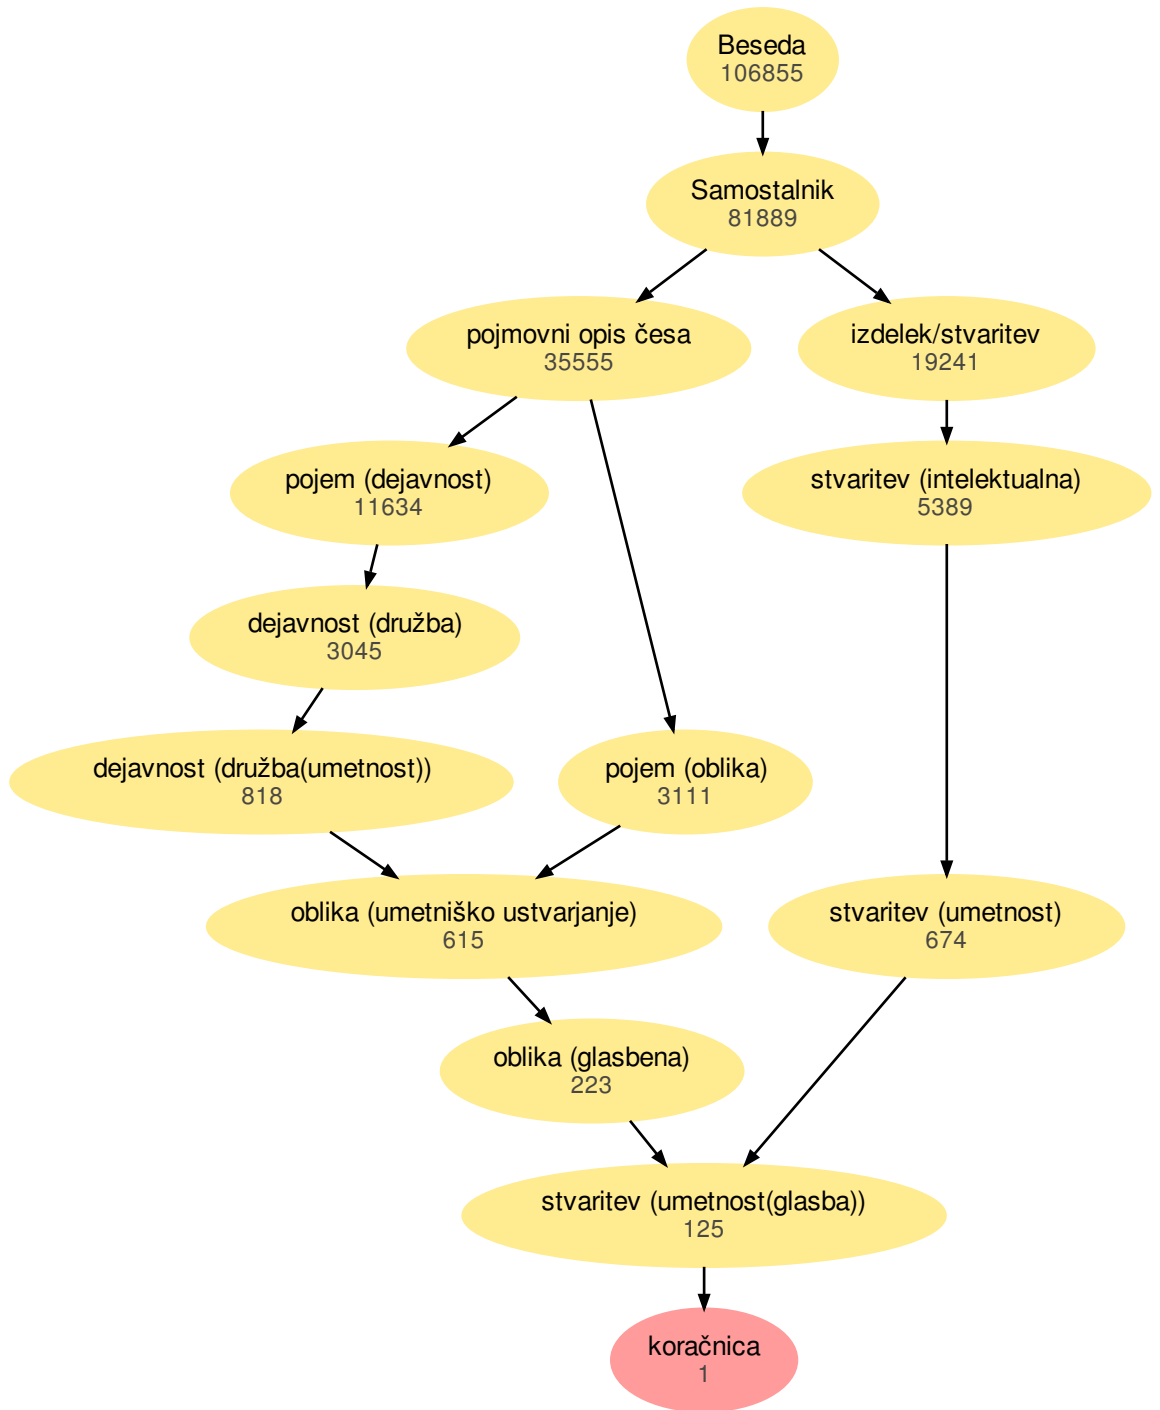 Beseda
106855
Samostalnik
81889
pojmovni opis česa
35555
izdelek/stvaritev
19241
pojem (dejavnost)
11634
stvaritev (intelektualna)
5389
dejavnost (družba)
3045
dejavnost (družba(umetnost))
818
pojem (oblika)
3111
oblika (umetniško ustvarjanje)
615
stvaritev (umetnost)
674
oblika (glasbena)
223
stvaritev (umetnost(glasba))
125
koračnica
1